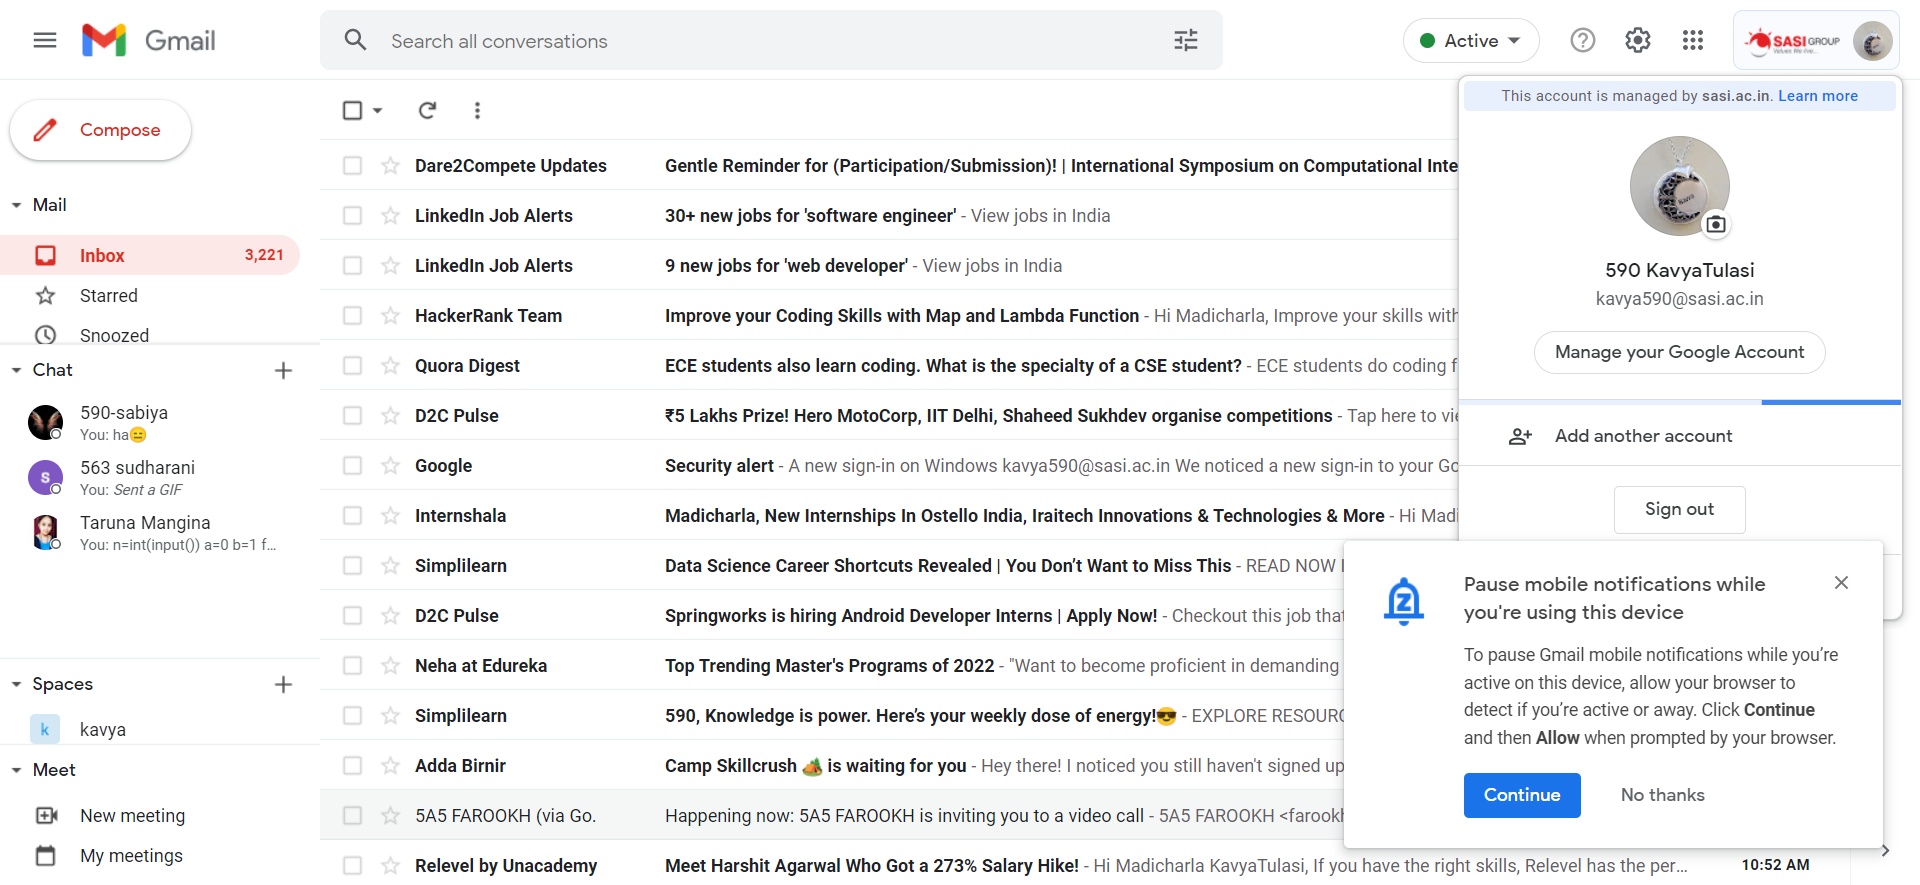 Gmail
Search all conversations
Active
SASI GROUP
Compose
Mail
Inbox 3,221
Starred
Snoozed
Chat
590-sabiya
You: ha😑
S
563 sudharani
You: Sent a GIF
Taruna Mangina
You: n=int(input()) a=0 b=1 f...
Spaces
k kavya
Meet
New meeting
My meetings
Dare2Compete Updates Gentle Reminder for (Participation/Submission)! | International Symposium on Computational Inte
LinkedIn Job Alerts 30+ new jobs for 'software engineer' - View jobs in India
LinkedIn Job Alerts 9 new jobs for 'web developer' - View jobs in India
HackerRank Team Improve your Coding Skills with Map and Lambda Function - Hi Madicharla, Improve your skills with
Quora Digest ECE students also learn coding. What is the specialty of a CSE student? - ECE students do coding f
D2C Pulse ₹5 Lakhs Prize! Hero MotoCorp, IIT Delhi, Shaheed Sukhdev organise competitions - Tap here to vie
Google Security alert - A new sign-in on Windows kavya590@sasi.ac.in We noticed a new sign-in to your Go
Internshala Madicharla, New Internships In Ostello India, Iraitech Innovations & Technologies & More - Hi Madi
Simplilearn Data Science Career Shortcuts Revealed | You Don’t Want to Miss This - READ NOW
D2C Pulse Springworks is hiring Android Developer Interns | Apply Now! - Checkout this job that
Neha at Edureka Top Trending Master's Programs of 2022 - "Want to become proficient in demanding
Simplilearn 590, Knowledge is power. Here’s your weekly dose of energy!😎 - EXPLORE RESOURC
Adda Birnir Camp Skillcrush 🏕️ is waiting for you - Hey there! I noticed you still haven't signed up
5A5 FAROOKH (via Go. Happening now: 5A5 FAROOKH is inviting you to a video call - 5A5 FAROOKH <farookh
Relevel by Unacademy Meet Harshit Agarwal Who Got a 273% Salary Hike! - Hi Madicharla KavyaTulasi, If you have the right skills, Relevel has the per... 10:52 AM
This account is managed by sasi.ac.in. Learn more
590 KavyaTulasi
kavya590@sasi.ac.in
Manage your Google Account
Add another account
Sign out
Pause mobile notifications while
you're using this device
To pause Gmail mobile notifications while you’re
active on this device, allow your browser to
detect if you’re active or away. Click Continue
and then Allow when prompted by your browser.
Continue No thanks